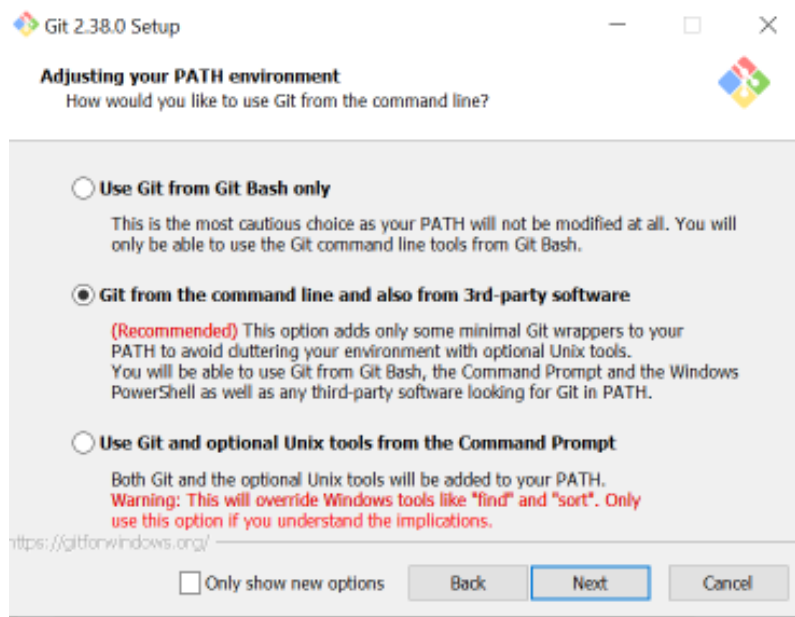 Git 2.38.0 Setup
Adjusting your PATH environment
How would you like to use Git from the command line?
Use Git from Git Bash only
This is the most cautious choice as your PATH will not be modified at all. You will
only be able to use the Git command line tools from Git Bash.
Git from the command line and also from 3rd-party software
(Recommended) This option adds only some minimal Git wrappers to your
PATH to avoid cluttering your environment with optional Unix tools.
You will be able to use Git from Git Bash, the Command Prompt and the Windows
PowerShell as well as any third-party software looking for Git in PATH.
Use Git and optional Unix tools from the Command Prompt
Both Git and the optional Unix tools will be added to your PATH.
Warning: This will override Windows tools like "find" and "sort". Only
use this option if you understand the implications.
https://gitforwindows.org/
Only show new options
Back
Next
Cancel